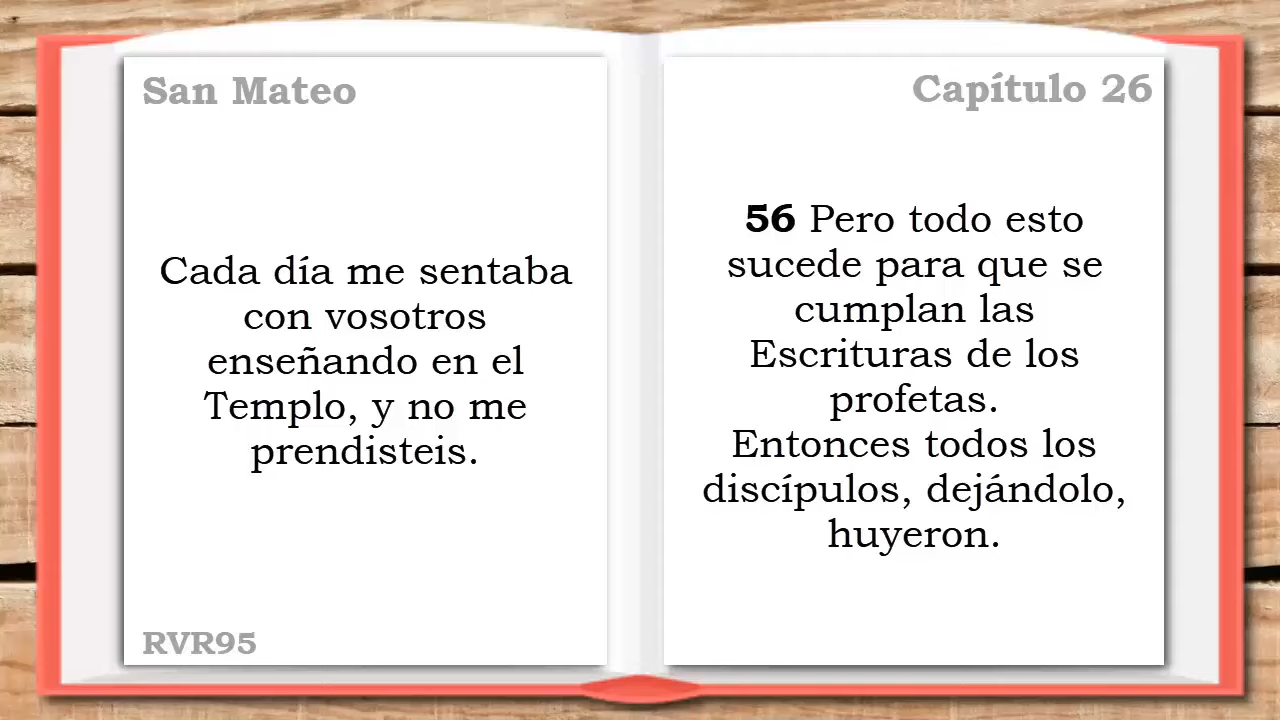 San Mateo
Cada día me sentaba
con vosotros
enseñando en el
Templo, y no me
prendisteis.
RVR95
Capítulo 26
56 Pero todo esto
sucede para que se
cumplan las
Escrituras de los
profetas.
Entonces todos los
discípulos, dejándolo,
huyeron.